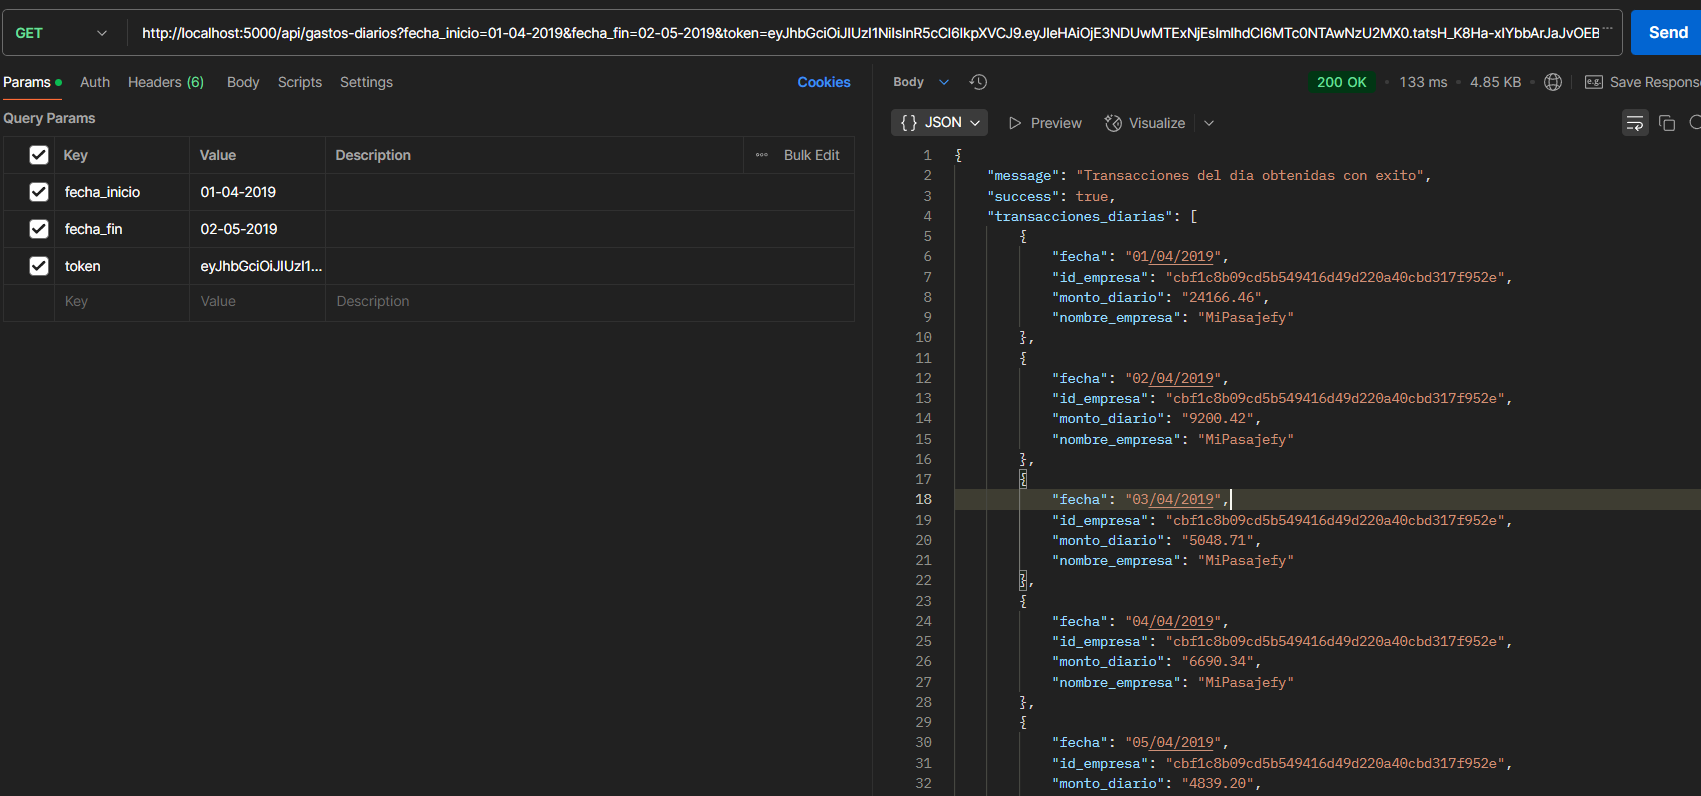 GET http://localhost:5000/api/gastos-diarios?fecha_inicio=01-04-2019&fecha_fin=02-05-2019&token=eyJhbGciOiJIUzI1NiIsInR5cCI6IkpXVCJ9.eyJleHAiOjE3NDUwMTExNjEsImlhdCI6MTc0NTAwNzU2MX0.tatsH_K8Ha-xIYbbArJaJvOEB ... Send
Params Auth Headers (6) Body Scripts Settings Cookies
Query Params
Key Value Description ••• Bulk Edit
fecha_inicio 01-04-2019
fecha_fin 02-05-2019
token eyJhbGciOiJIUzI1...
Key Value Description
Body 200 OK • 133 ms • 4.85 KB • e.g. Save Respons
{} JSON Preview Visualize
1 {
2 "message": "Transacciones del dia obtenidas con exito",
3 "success": true,
4 "transacciones_diarias": [
5 {
6 "fecha": "01/04/2019",
7 "id_empresa": "cbf1c8b09cd5b549416d49d220a40cbd317f952e",
8 "monto_diario": "24166.46",
9 "nombre_empresa": "MiPasajefy"
10 },
11 {
12 "fecha": "02/04/2019",
13 "id_empresa": "cbf1c8b09cd5b549416d49d220a40cbd317f952e",
14 "monto_diario": "9200.42",
15 "nombre_empresa": "MiPasajefy"
16 },
17 {
18 "fecha": "03/04/2019",
19 "id_empresa": "cbf1c8b09cd5b549416d49d220a40cbd317f952e",
20 "monto_diario": "5048.71",
21 "nombre_empresa": "MiPasajefy"
22 },
23 {
24 "fecha": "04/04/2019",
25 "id_empresa": "cbf1c8b09cd5b549416d49d220a40cbd317f952e",
26 "monto_diario": "6690.34",
27 "nombre_empresa": "MiPasajefy"
28 },
29 {
30 "fecha": "05/04/2019",
31 "id_empresa": "cbf1c8b09cd5b549416d49d220a40cbd317f952e",
32 "monto_diario": "4839.20",